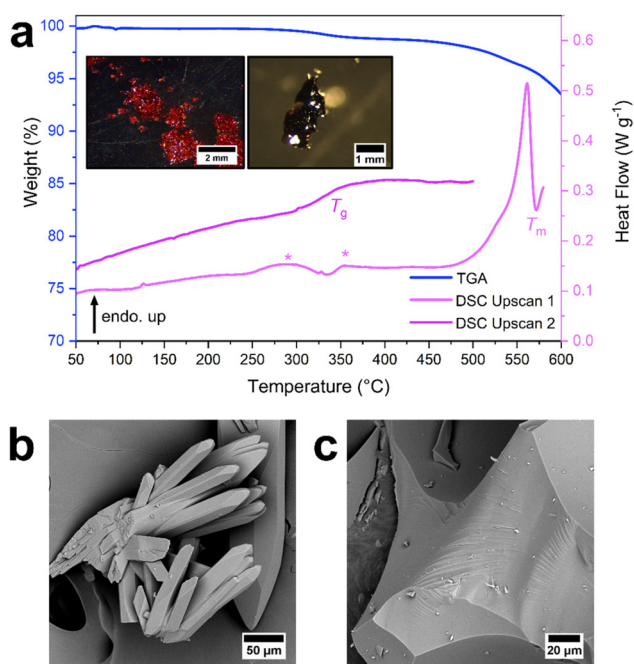 a
100
95
90
85
80
75
70
Weight (%)
2 mm
1 mm
0.5
0.4
0.3
0.2
0.1
0.0
Heat Flow (W g⁻¹)
Tg
Tm
*
*
endo. up
TGA
DSC Upscan 1
DSC Upscan 2
50 100 150 200 250 300 350 400 450 500 550 600
Temperature (°C)
b
50 µm
c
20 µm